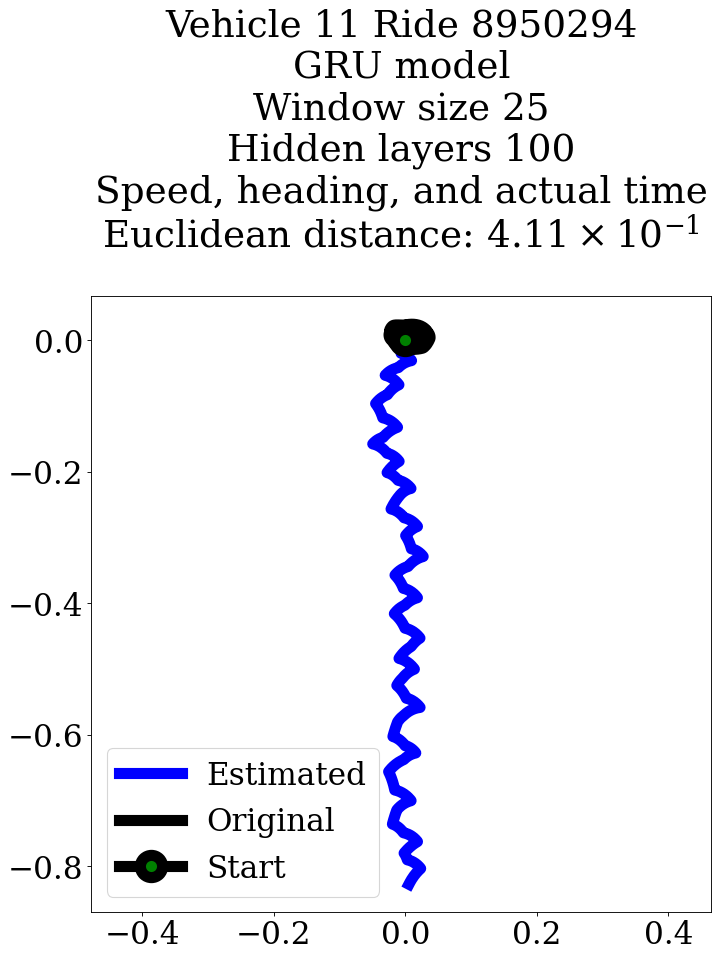 Vehicle 11 Ride 8950294
GRU model
Window size 25
Hidden layers 100
Speed, heading, and actual time
Euclidean distance: 4.11 × 10⁻¹
0.0
−0.2
−0.4
−0.6
−0.8
Estimated
Original
Start
−0.4 −0.2 0.0 0.2 0.4